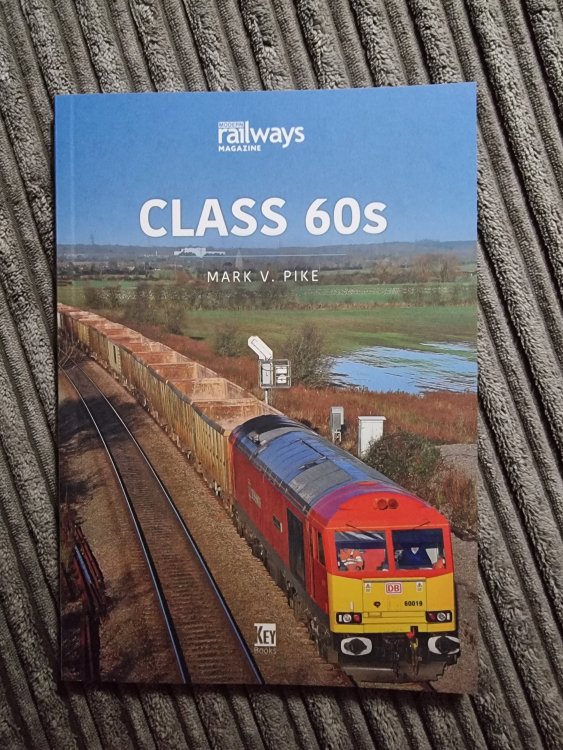 MODERN
railways
MAGAZINE
CLASS 60s
MARK V. PIKE
DB
60019
KEY
Books